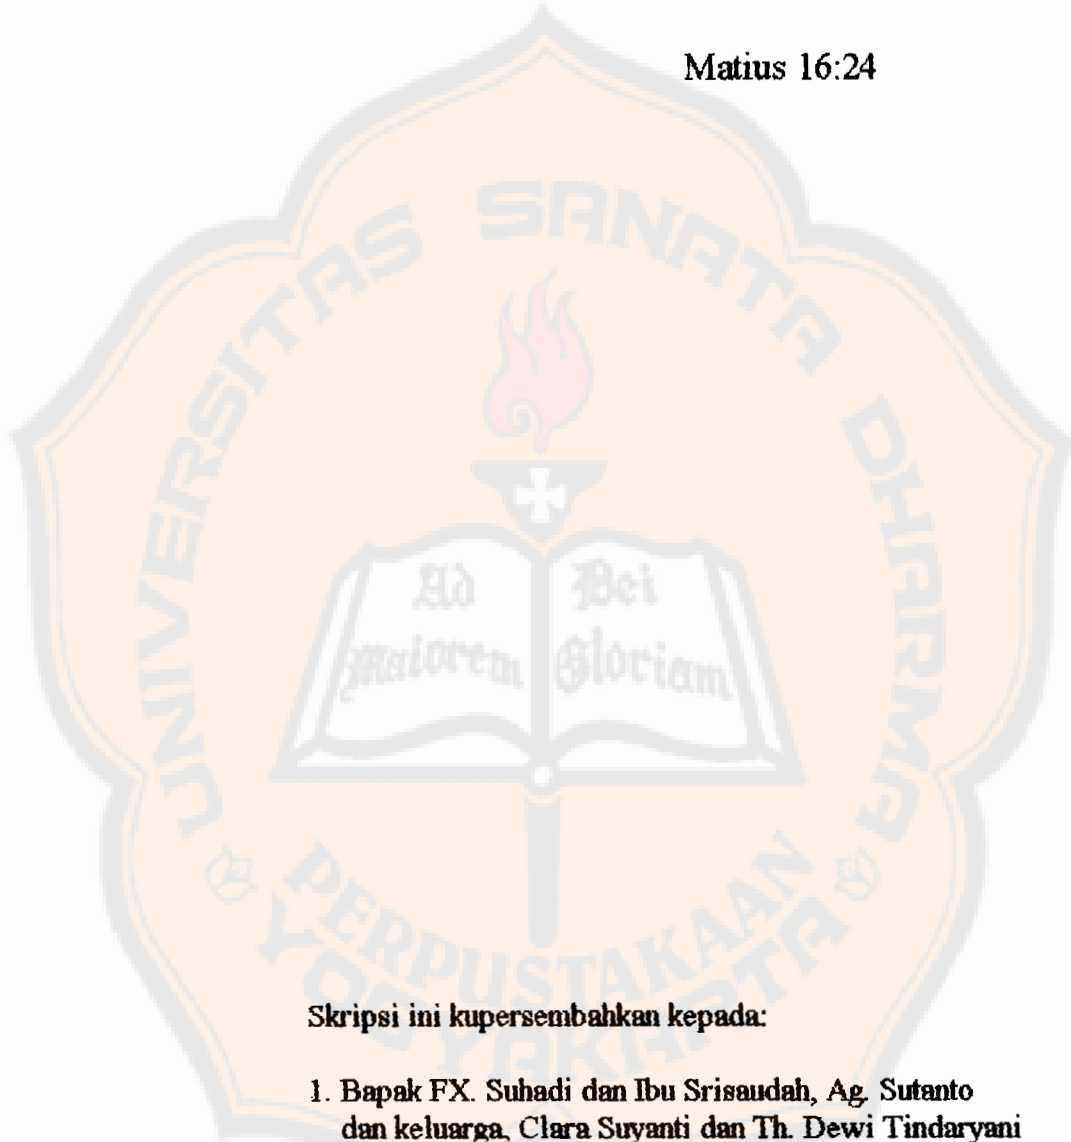 Matius 16:24
UNIVERSITAS SANATA DHARMA
Ad Dei
maiorem Gloriam
PERPUSTAKAAN
YOGYAKARTA
Skripsi ini kupersembahkan kepada:
1. Bapak FX. Suhadi dan Ibu Srisaudah, Ag. Sutanto
dan keluarga, Clara Suyanti dan Th. Dewi Tindaryani